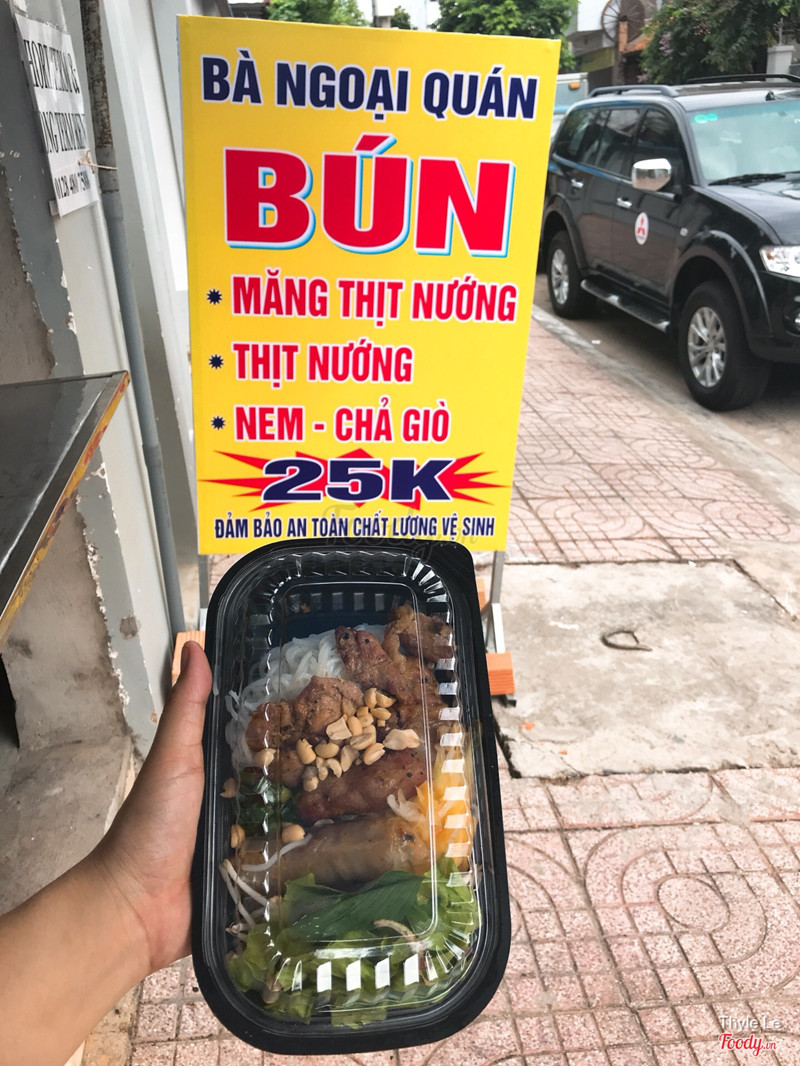 BÀ NGOẠI QUÁN
BÚN
* MĂNG THỊT NƯỚNG
* THỊT NƯỚNG
* NEM - CHẢ GIÒ
25K
ĐẢM BẢO AN TOÀN CHẤT LƯỢNG VỆ SINH
Thyle Le
Foody.vn